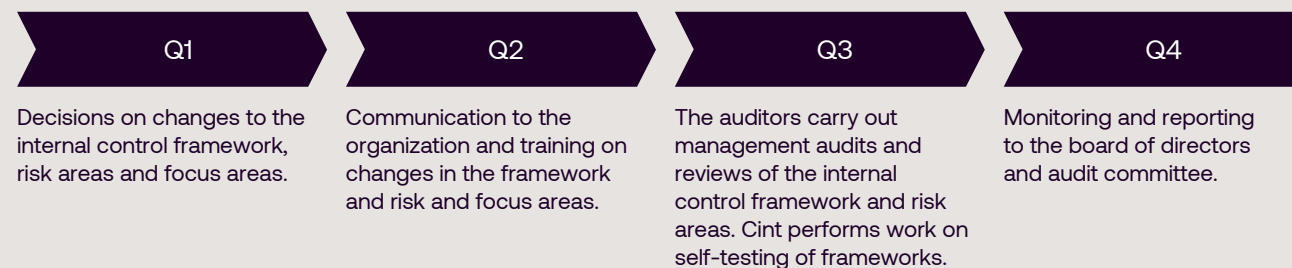 Q1
Decisions on changes to the
internal control framework,
risk areas and focus areas.
Q2
Communication to the
organization and training on
changes in the framework
and risk and focus areas.
Q3
The auditors carry out
management audits and
reviews of the internal
control framework and risk
areas. Cint performs work on
self-testing of frameworks.
Q4
Monitoring and reporting
to the board of directors
and audit committee.